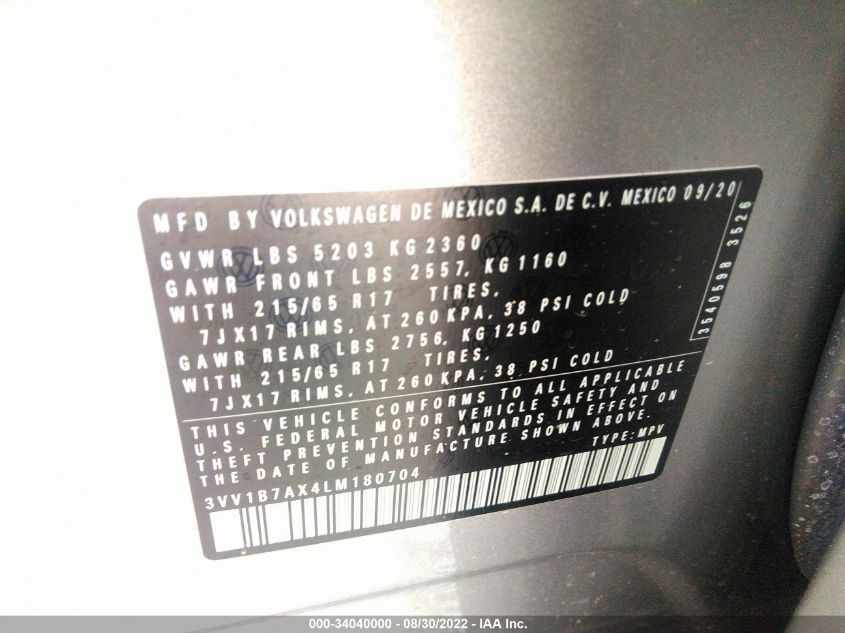 MFD BY VOLKSWAGEN DE MEXICO S.A. DE C.V. MEXICO 09/20
GVWR LBS 5203 KG 2360
GAWR FRONT LBS 2557, KG 1160
WITH 215/65 R17 TIRES,
7JX17 RIMS, AT 260 KPA, 38 PSI COLD
GAWR REAR LBS 2756, KG 1250
WITH 215/65 R17 TIRES,
7JX17 RIMS, AT 260 KPA, 38 PSI COLD
THIS VEHICLE CONFORMS TO ALL APPLICABLE
U.S. FEDERAL MOTOR VEHICLE SAFETY AND
THEFT PREVENTION STANDARDS IN EFFECT ON
THE DATE OF MANUFACTURE SHOWN ABOVE.
TYPE: MPV
3VV1B7AX4LM180704
3540598 3526
000-34040000 - 08/30/2022 - IAA Inc.